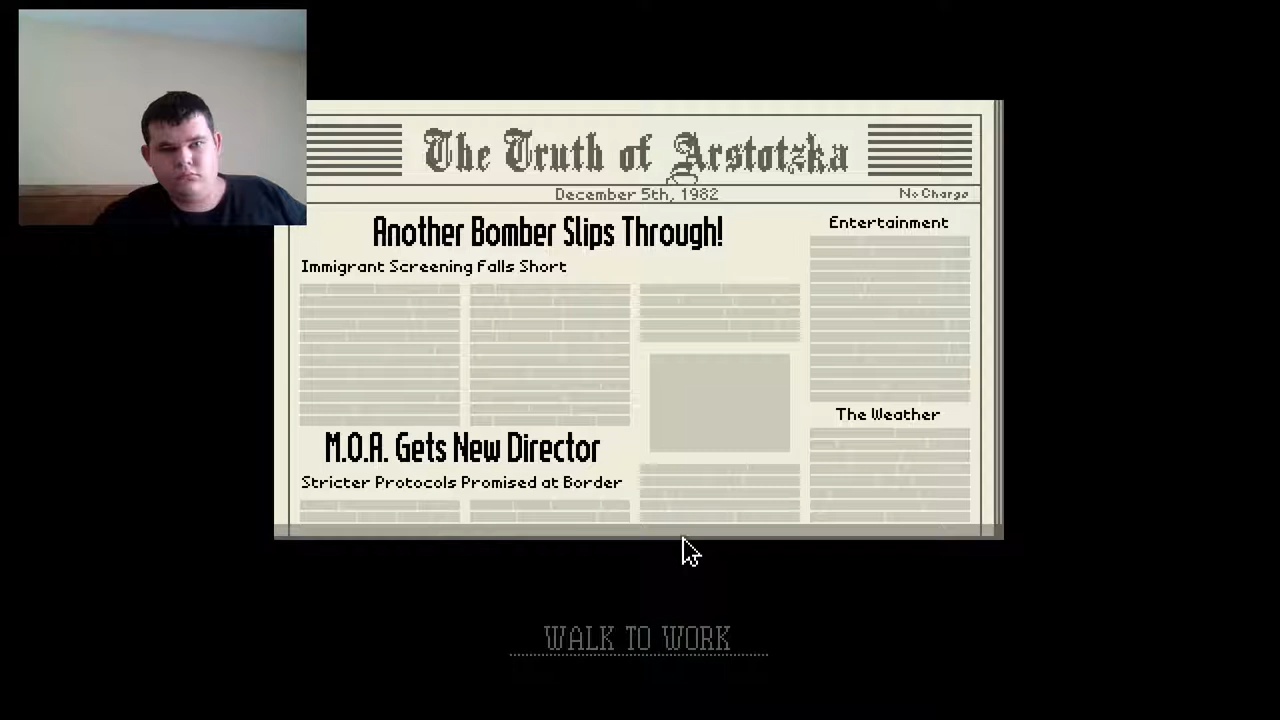 The Truth of Arstotzka
December 5th, 1982
No Charge
Another Bomber Slips Through!
Immigrant Screening Falls Short
M.O.A. Gets New Director
Stricter Protocols Promised at Border
Entertainment
The Weather
WALK TO WORK